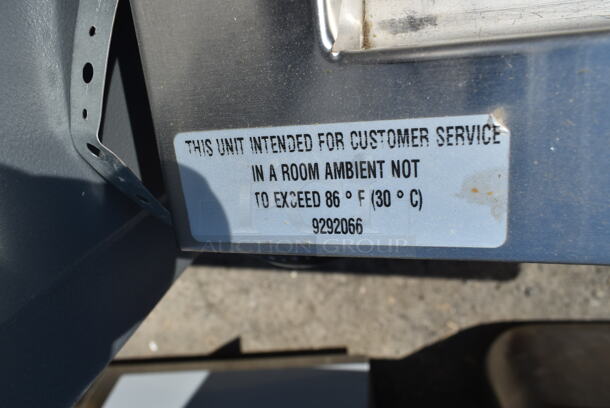 THIS UNIT INTENDED FOR CUSTOMER SERVICE
IN A ROOM AMBIENT NOT
TO EXCEED 86 ° F (30 ° C)
9292066
AUCTION GROUP